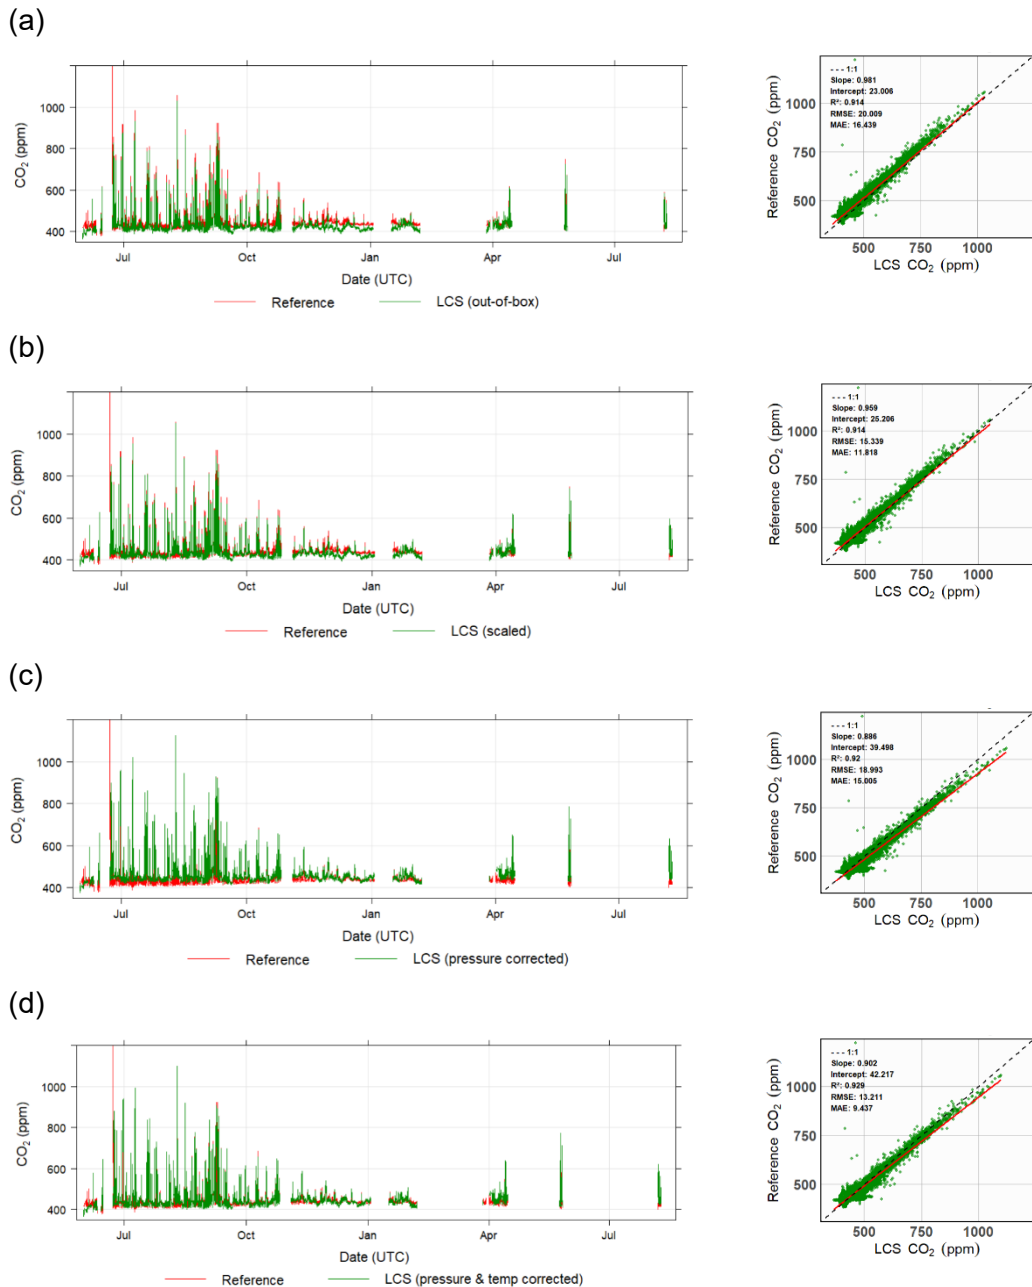 (a)
1000
800
600
400
CO2 (ppm)
Jul
Oct
Jan
Apr
Jul
Date (UTC)
Reference
LCS (out-of-box)
1:1
Slope: 0.981
Intercept: 23.006
R²: 0.914
RMSE: 20.009
MAE: 16.439
Reference CO2 (ppm)
1000
750
500
500
750
1000
LCS CO2 (ppm)
(b)
1000
800
600
400
CO2 (ppm)
Jul
Oct
Jan
Apr
Jul
Date (UTC)
Reference
LCS (scaled)
1:1
Slope: 0.959
Intercept: 25.206
R²: 0.914
RMSE: 15.339
MAE: 11.818
Reference CO2 (ppm)
1000
750
500
500
750
1000
LCS CO2 (ppm)
(c)
1000
800
600
400
CO2 (ppm)
Jul
Oct
Jan
Apr
Jul
Date (UTC)
Reference
LCS (pressure corrected)
1:1
Slope: 0.886
Intercept: 39.498
R²: 0.92
RMSE: 18.993
MAE: 15.005
Reference CO2 (ppm)
1000
750
500
500
750
1000
LCS CO2 (ppm)
(d)
1000
800
600
400
CO2 (ppm)
Jul
Oct
Jan
Apr
Jul
Date (UTC)
Reference
LCS (pressure & temp corrected)
1:1
Slope: 0.902
Intercept: 42.217
R²: 0.929
RMSE: 13.211
MAE: 9.437
Reference CO2 (ppm)
1000
750
500
500
750
1000
LCS CO2 (ppm)